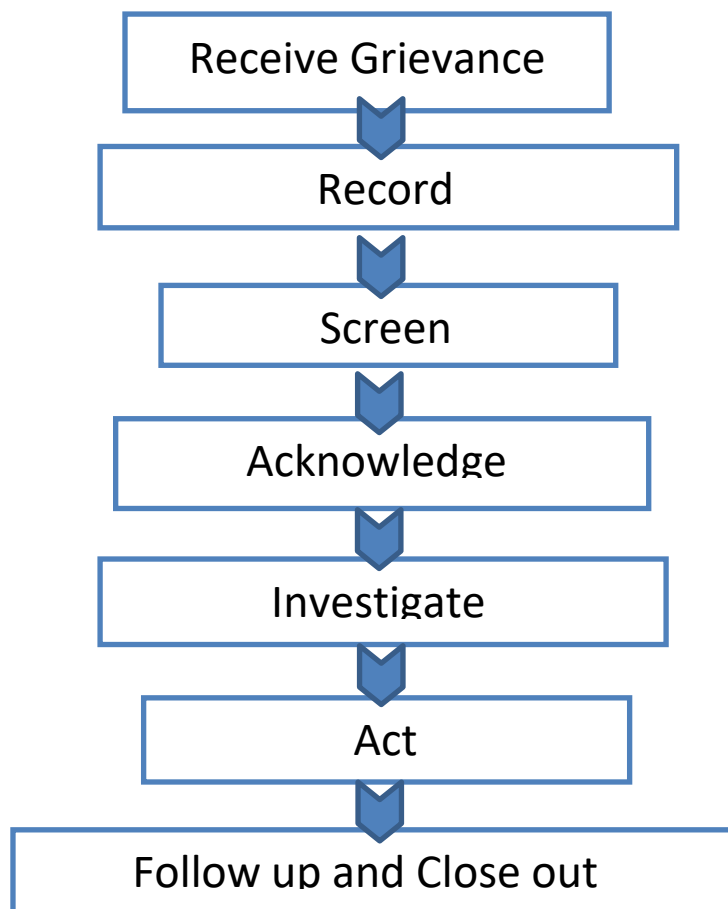 Receive Grievance
Record
Screen
Acknowledge
Investigate
Act
Follow up and Close out